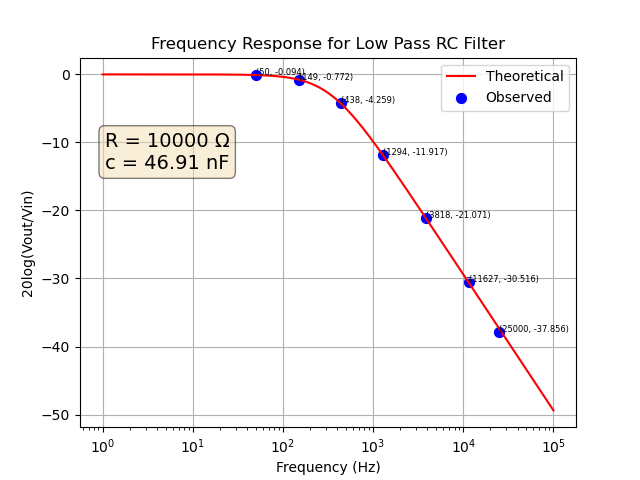 Frequency Response for Low Pass RC Filter
Theoretical
Observed
R = 10000 Ω
c = 46.91 nF
(50, -0.094)
(149, -0.772)
(438, -4.259)
(1294, -11.917)
(3818, -21.071)
(11627, -30.516)
(25000, -37.856)
20log(Vout/Vin)
0
−10
−20
−30
−40
−50
10⁰
10¹
10²
10³
10⁴
10⁵
Frequency (Hz)